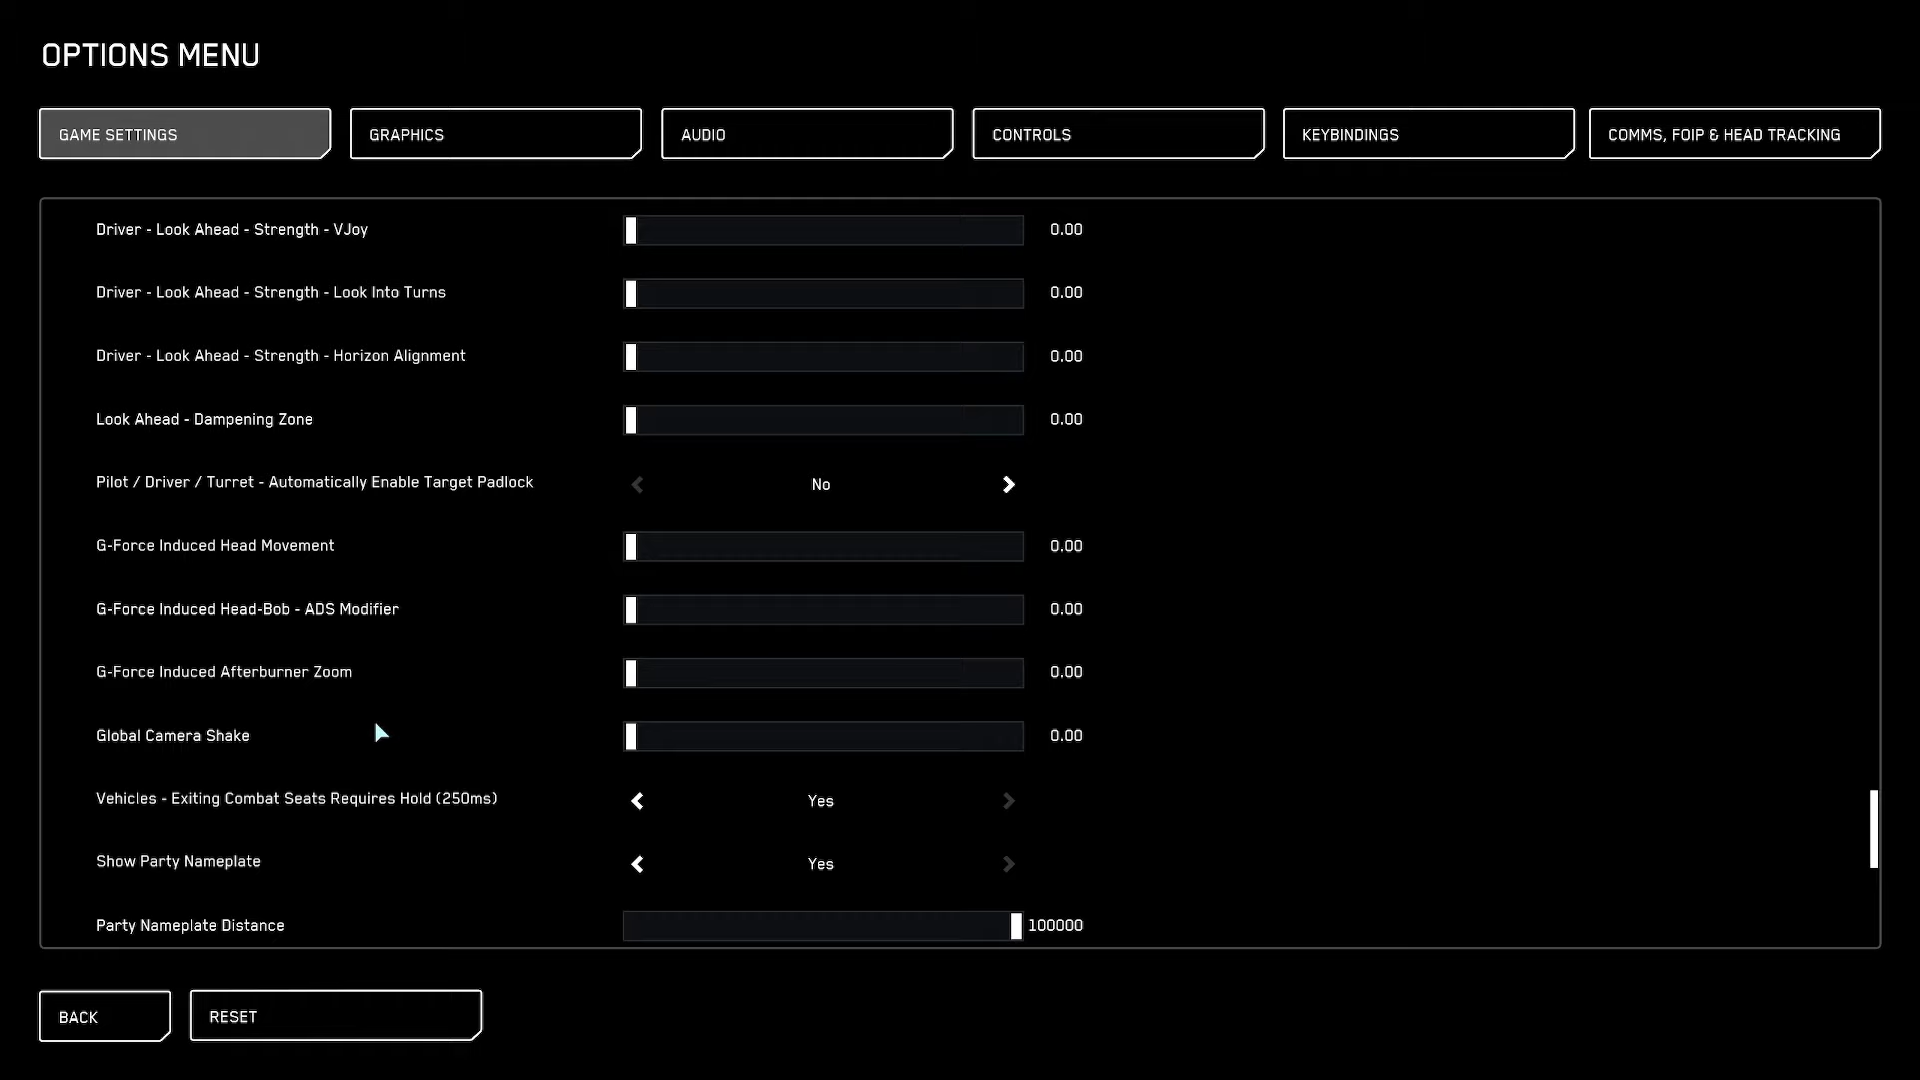 OPTIONS MENU
GAME SETTINGS
GRAPHICS
AUDIO
CONTROLS
KEYBINDINGS
COMMS, FOIP & HEAD TRACKING
Driver - Look Ahead - Strength - VJoy 0.00
Driver - Look Ahead - Strength - Look Into Turns 0.00
Driver - Look Ahead - Strength - Horizon Alignment 0.00
Look Ahead - Dampening Zone 0.00
Pilot / Driver / Turret - Automatically Enable Target Padlock No
G-Force Induced Head Movement 0.00
G-Force Induced Head-Bob - ADS Modifier 0.00
G-Force Induced Afterburner Zoom 0.00
Global Camera Shake 0.00
Vehicles - Exiting Combat Seats Requires Hold (250ms) Yes
Show Party Nameplate Yes
Party Nameplate Distance 100000
BACK
RESET